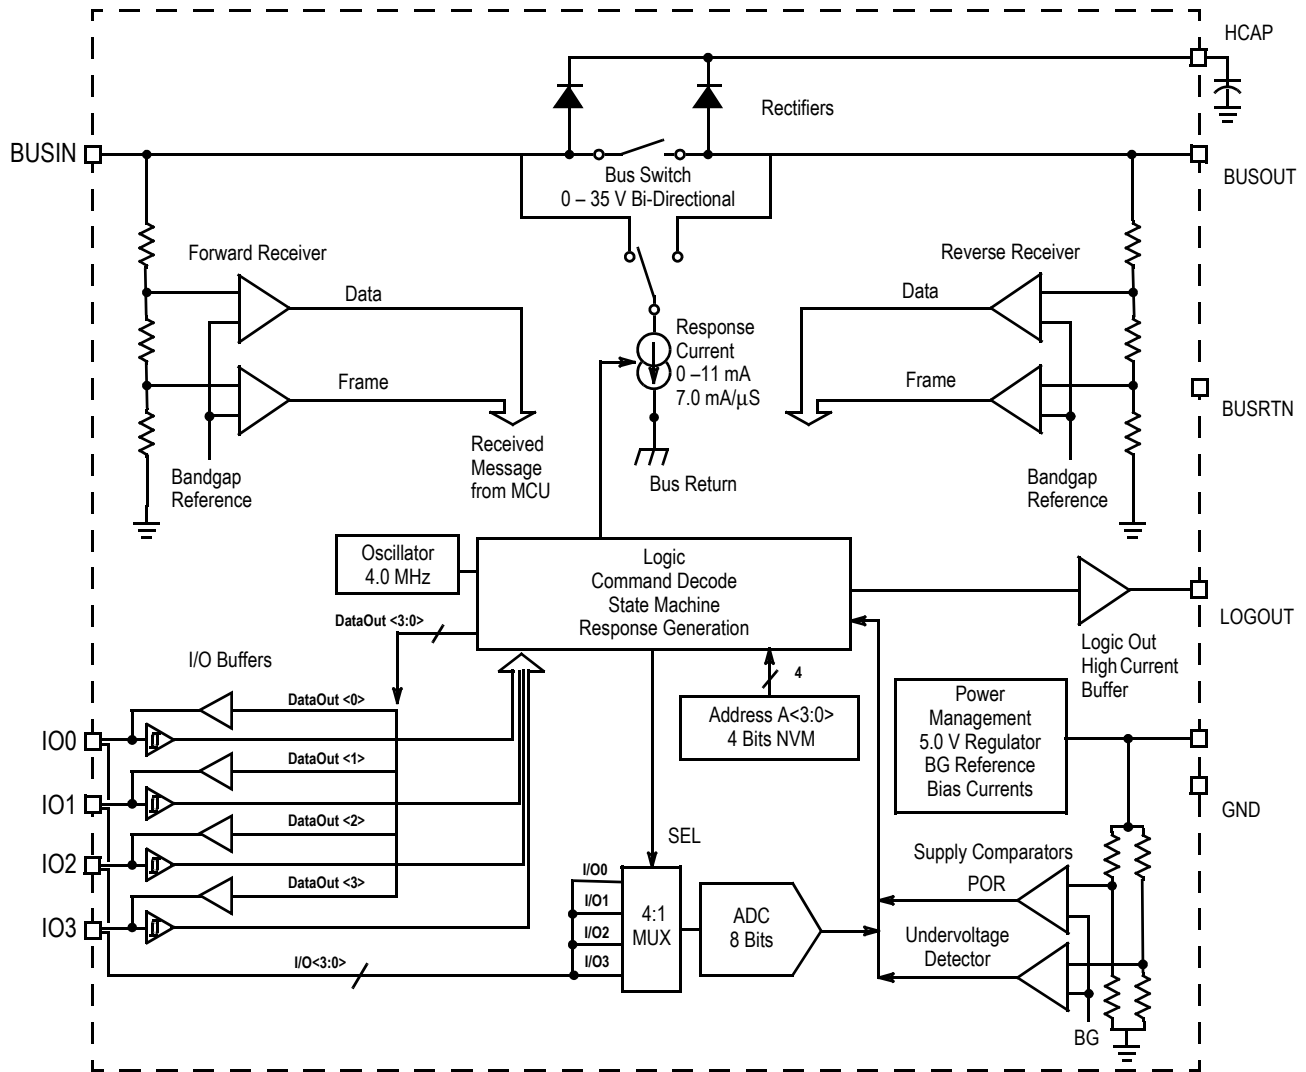 HCAP
Rectifiers
BUSIN
BUSOUT
Bus Switch
0 – 35 V Bi-Directional
Forward Receiver
Reverse Receiver
Data
Data
Response
Current
0 –11 mA
7.0 mA/μS
Frame
Frame
BUSRTN
Received
Message
from MCU
Bus Return
Bandgap
Reference
Bandgap
Reference
Oscillator
4.0 MHz
Logic
Command Decode
State Machine
Response Generation
DataOut <3:0>
LOGOUT
Logic Out
High Current
Buffer
I/O Buffers
4
Address A<3:0>
4 Bits NVM
Power
Management
5.0 V Regulator
BG Reference
Bias Currents
DataOut <0>
IO0
DataOut <1>
IO1
DataOut <2>
IO2
DataOut <3>
IO3
GND
SEL
Supply Comparators
POR
I/O0
I/O1
I/O2
I/O3
4:1
MUX
ADC
8 Bits
Undervoltage
Detector
I/O<3:0>
BG